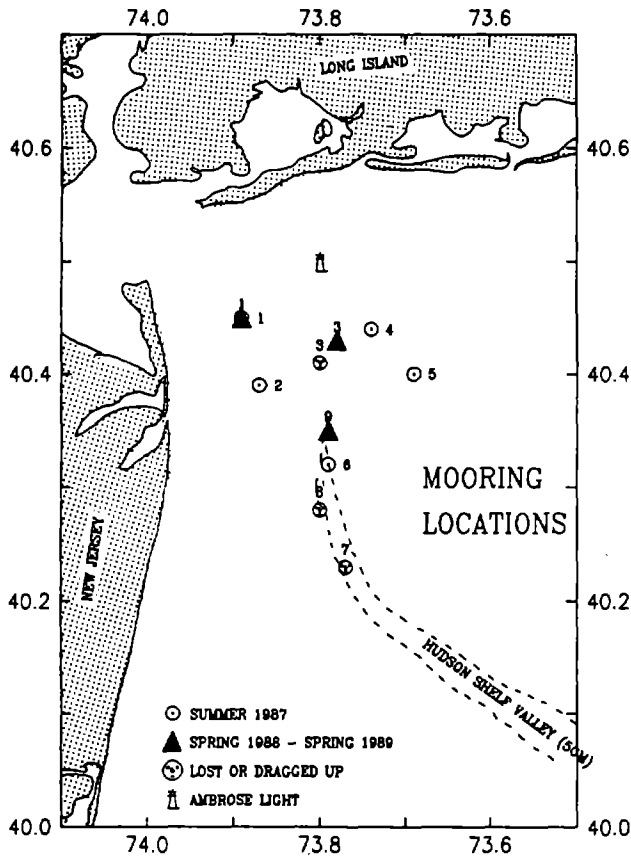 74.0 73.8 73.6
LONG ISLAND
40.6 40.6
1 1
3
3
4
40.4 40.4
2
5
9
6
8
7
MOORING
LOCATIONS
NEW JERSEY
40.2 40.2
HUDSON SHELF VALLEY (50M)
SUMMER 1987
SPRING 1988 - SPRING 1989
LOST OR DRAGGED UP
AMBROSE LIGHT
40.0 40.0
74.0 73.8 73.6